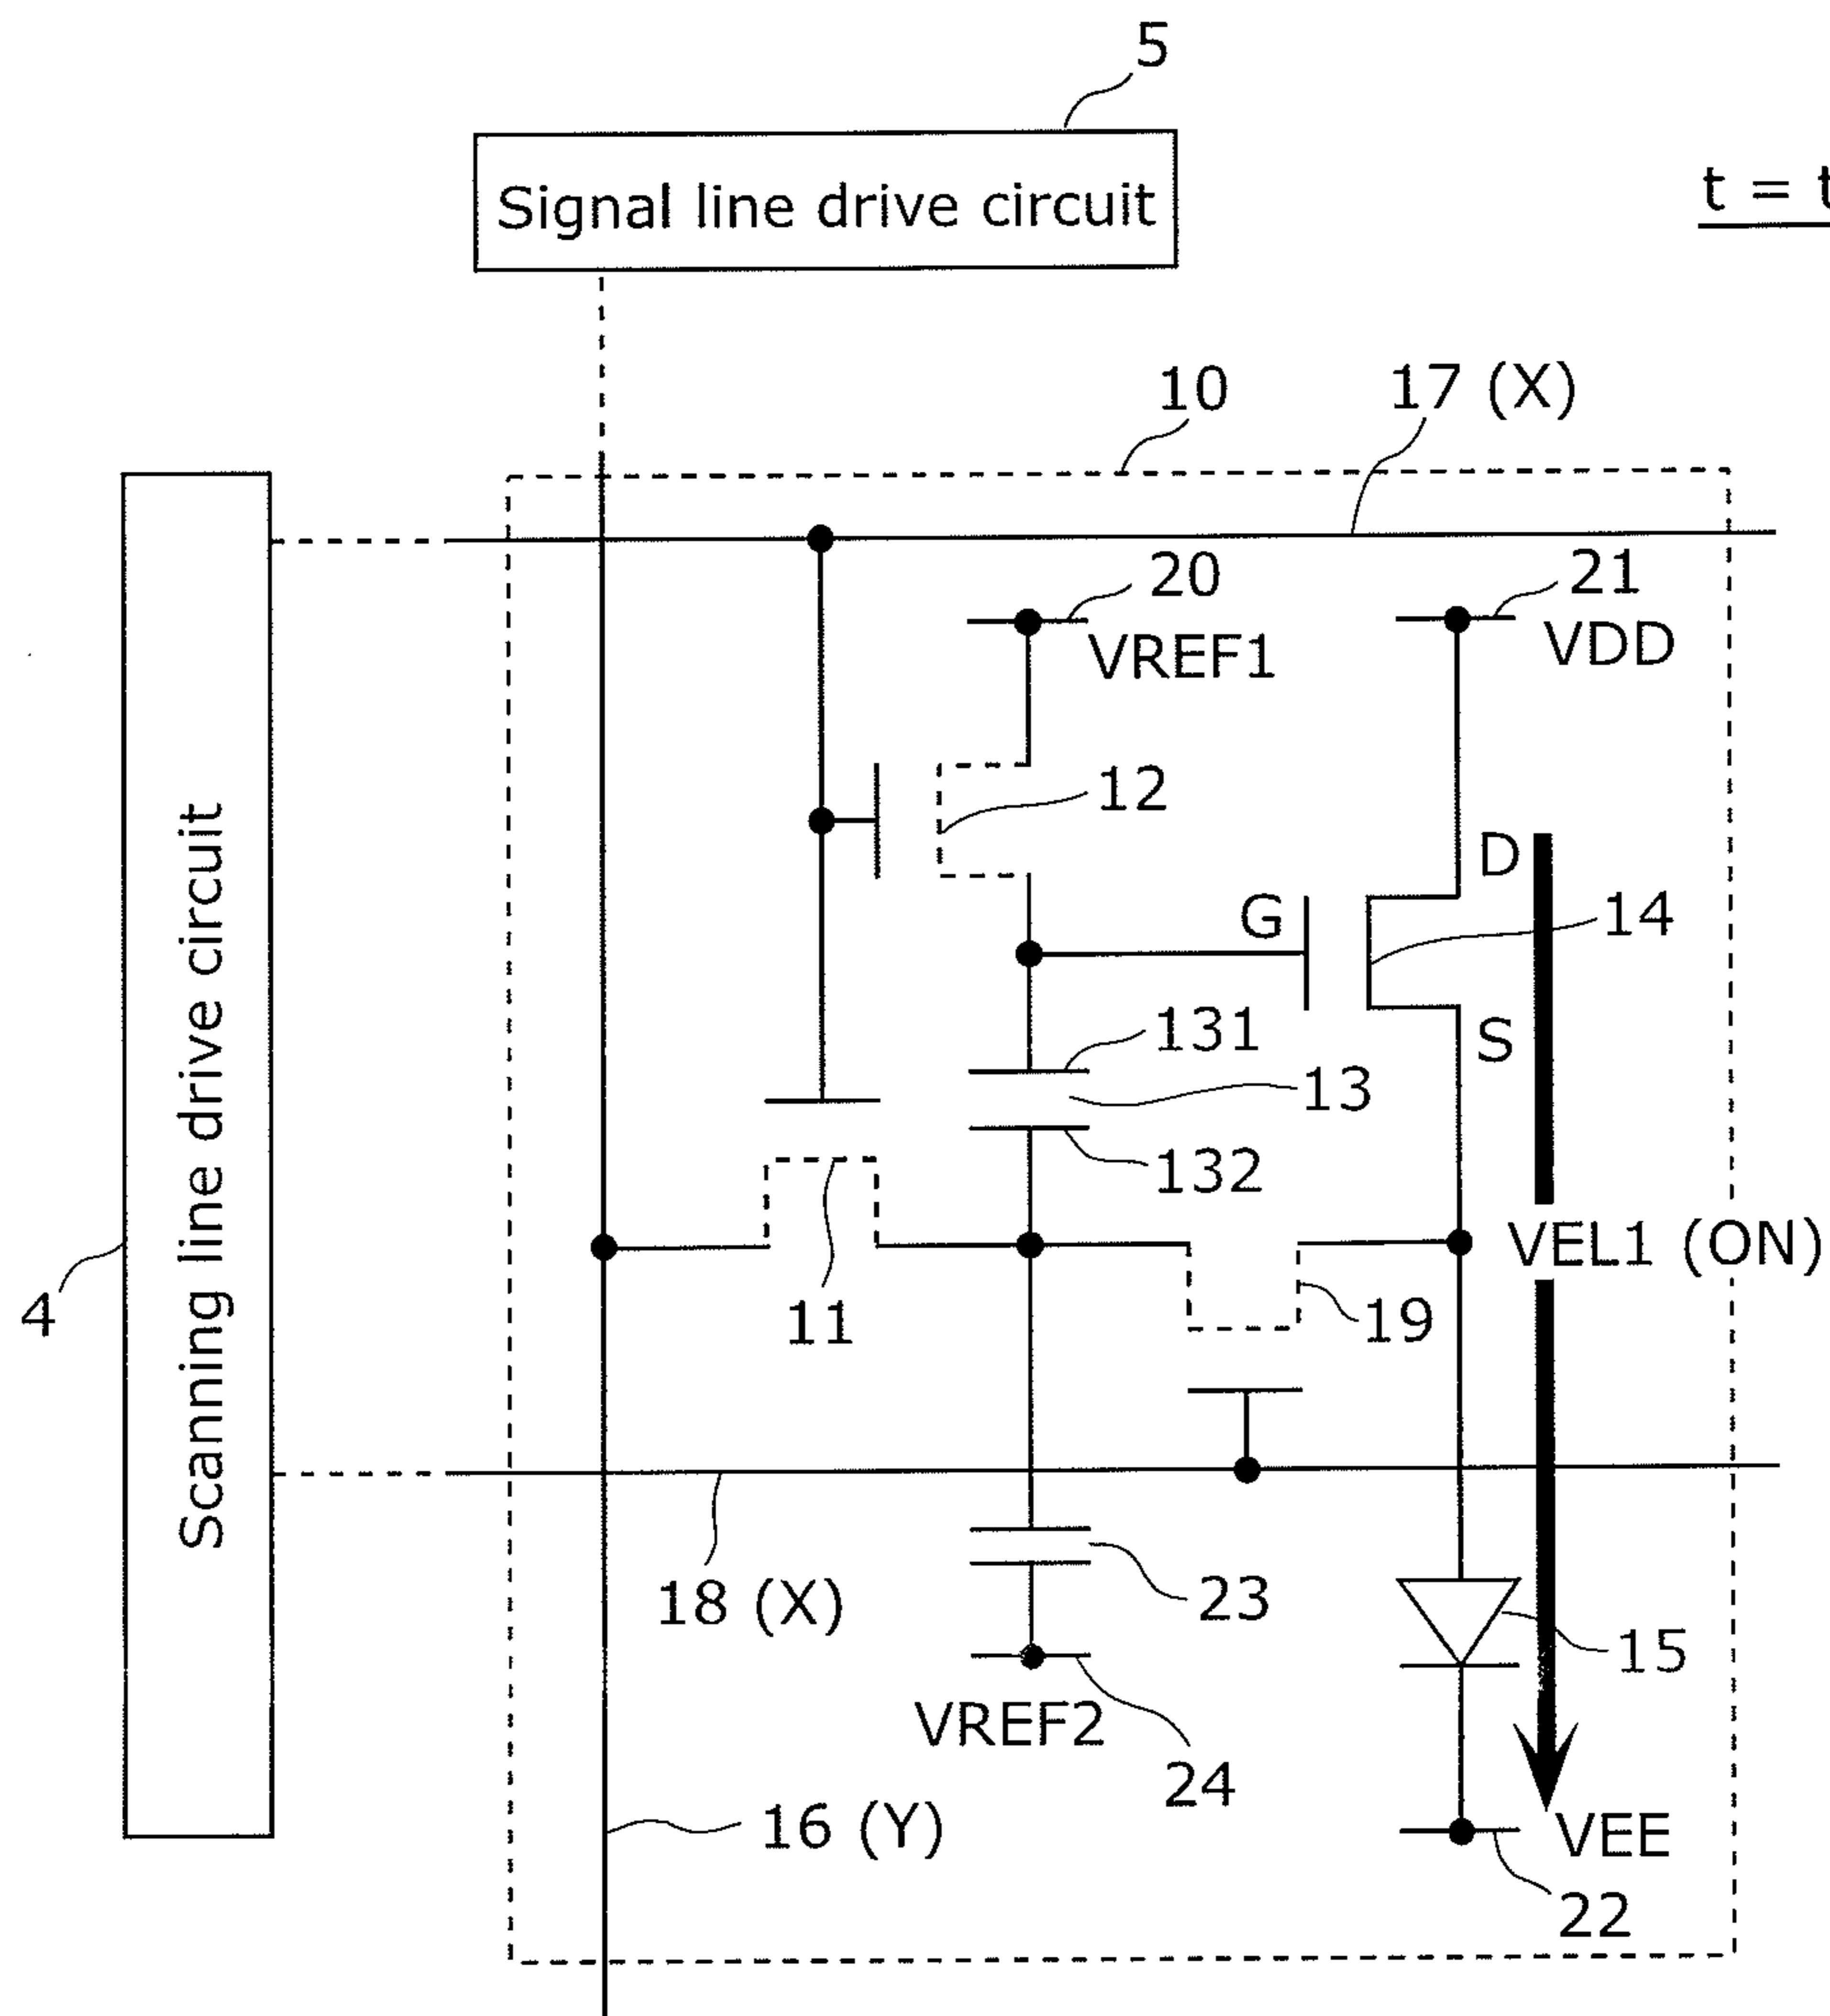 5
Signal line drive circuit
t = t
10
17 (X)
20
21
VREF1
VDD
12
D
G
14
131
S
13
132
VEL1 (ON)
11
19
4
Scanning line drive circuit
18 (X)
23
15
VREF2
24
16 (Y)
VEE
22